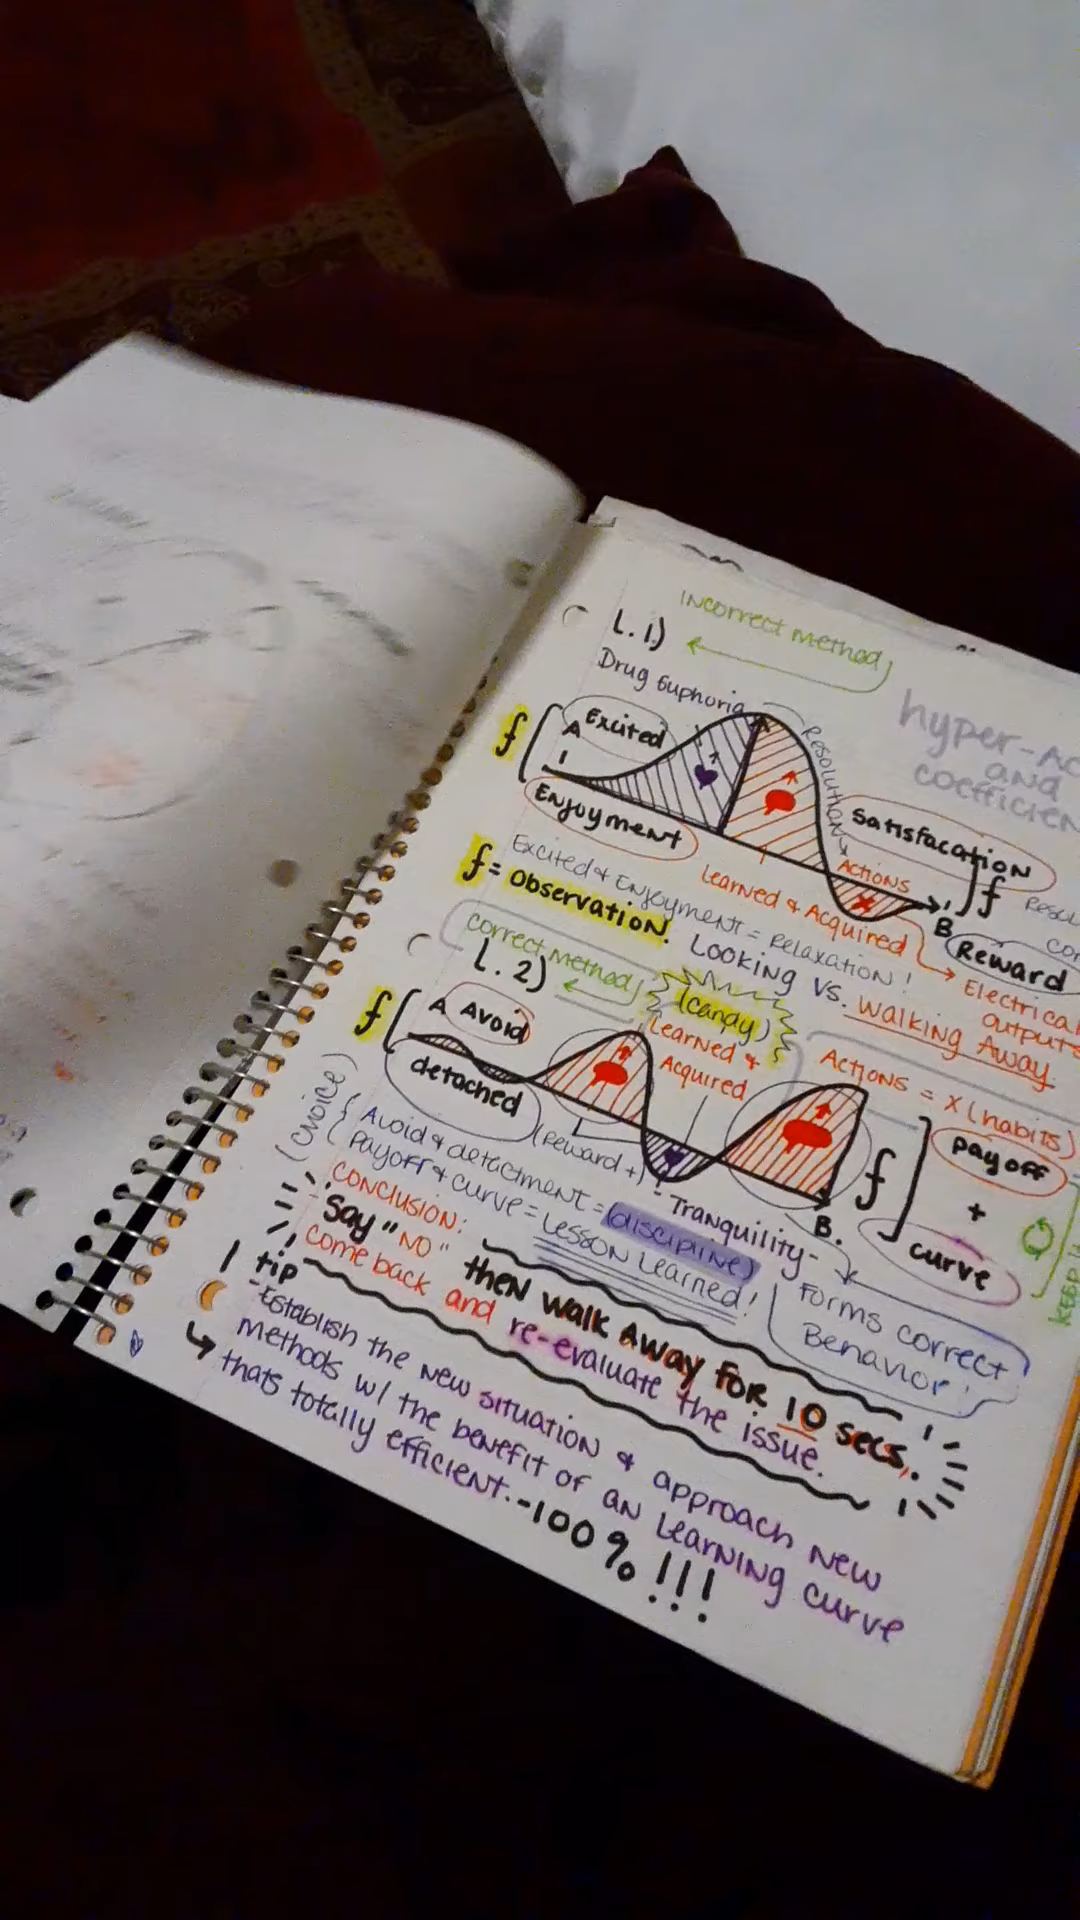 INCORRECT METHOD
L.1)
Drug Euphoria
hyper-AC
and
coefficien
f
A Excited
Resolution
Enjoyment
Satisfacation
Actions
f
Learned & Acquired
B.
Reward
Excited & Enjoyment = Relaxation!
f = Observation. Looking vs. Walking Away
Electrical
outputs
correct method
L.2)
(candy)
f
A Avoid
Learned &
Acquired
Actions = x (habits)
detached
(Reward +)
f
payoff
+
curve
B.
(choice)
Avoid & detachment = (discipline)
Payoff & curve = Lesson Learned!
- Tranquility -
Forms correct
Behavior!
CONCLUSION:
Say "NO" then walk Away for 10 secs,.
come back and re-evaluate the issue.
tip
-Establish the new situation & approach new
methods w/ the benefit of an Learning curve
thats totally efficient. -100%!!!